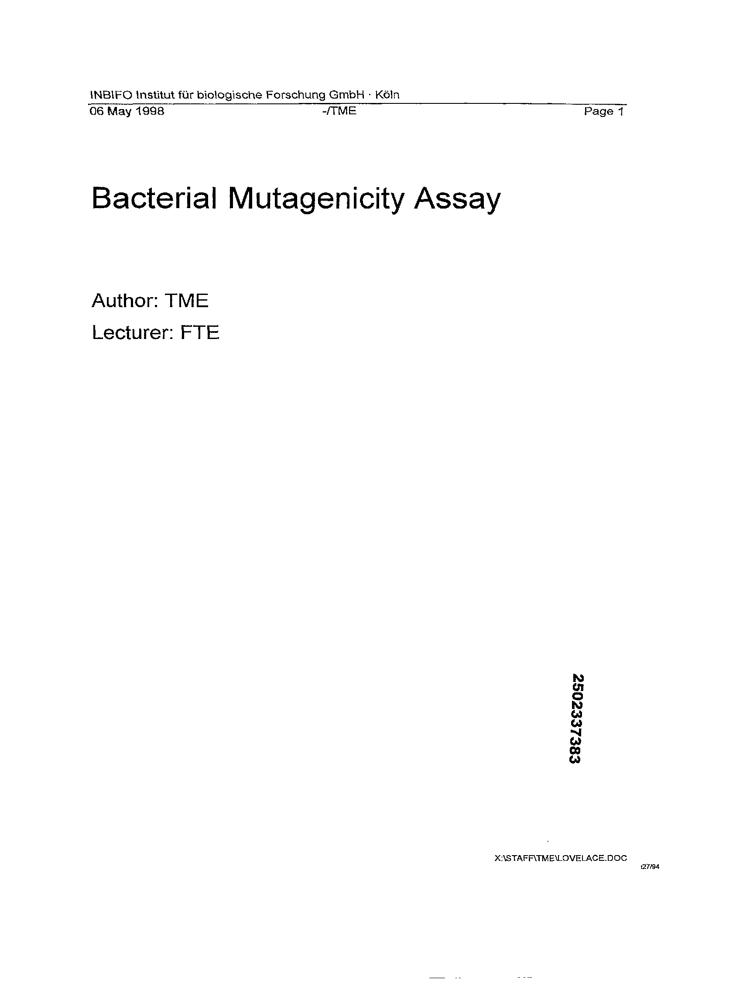 INBIFO Institut für biologische Forschung GmbH · Köln
06 May 1998 -/TME Page 1
Bacterial Mutagenicity Assay
Author: TME
Lecturer: FTE
2502337383
X:\STAFF\TME\LOVELACE.DOC
r27/94